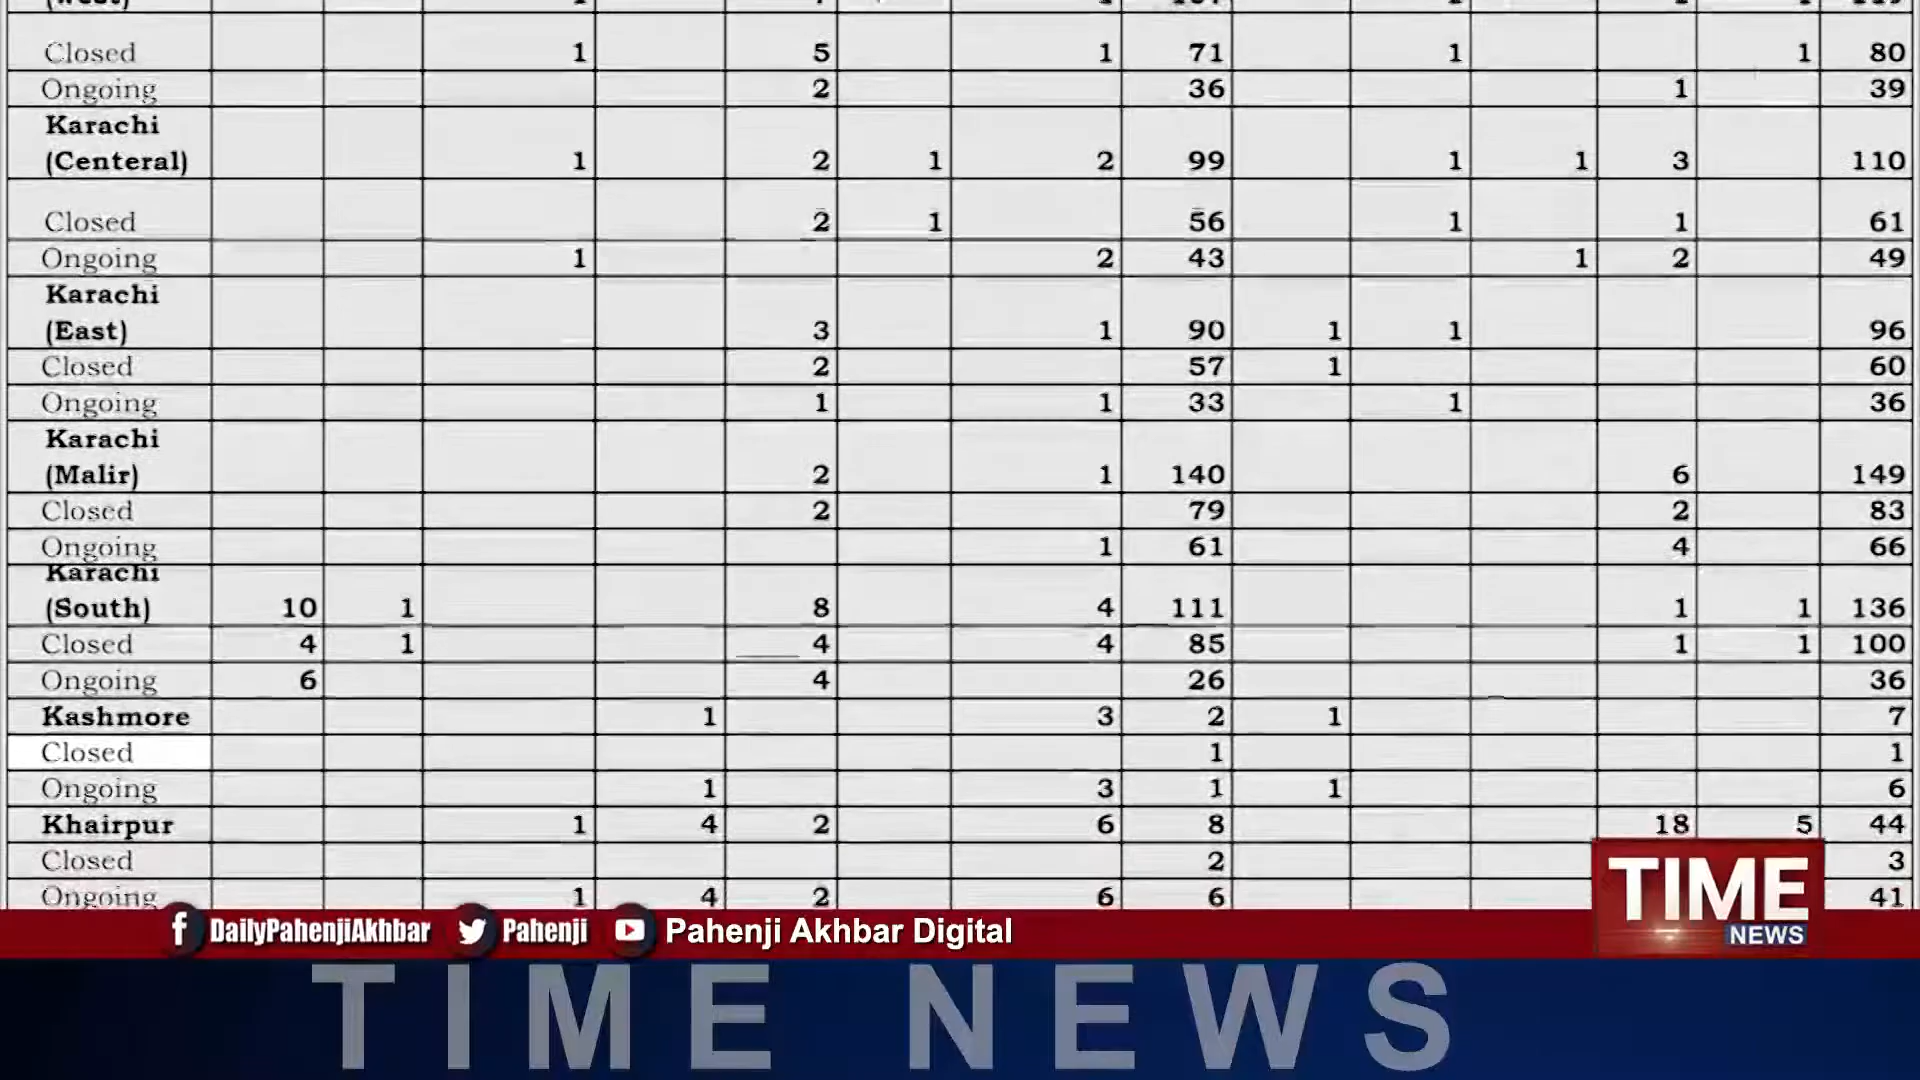 Closed 1 5 1 71 1 1 80
Ongoing 2 36 1 39
Karachi
(Centeral) 1 2 1 2 99 1 1 3 110
Closed 2 1 56 1 1 61
Ongoing 1 2 43 1 2 49
Karachi
(East) 3 1 90 1 1 96
Closed 2 57 1 60
Ongoing 1 1 33 1 36
Karachi
(Malir) 2 1 140 6 149
Closed 2 79 2 83
Ongoing 1 61 4 66
Karachi
(South) 10 1 8 4 111 1 1 136
Closed 4 1 4 4 85 1 1 100
Ongoing 6 4 26 36
Kashmore 1 3 2 1 7
Closed 1 1
Ongoing 1 3 1 1 6
Khairpur 1 4 2 6 8 18 5 44
Closed 2 3
Ongoing 1 4 2 6 6 41
DailyPahenjiAkhbar Pahenji Pahenji Akhbar Digital
TIME
NEWS
TIME NEWS